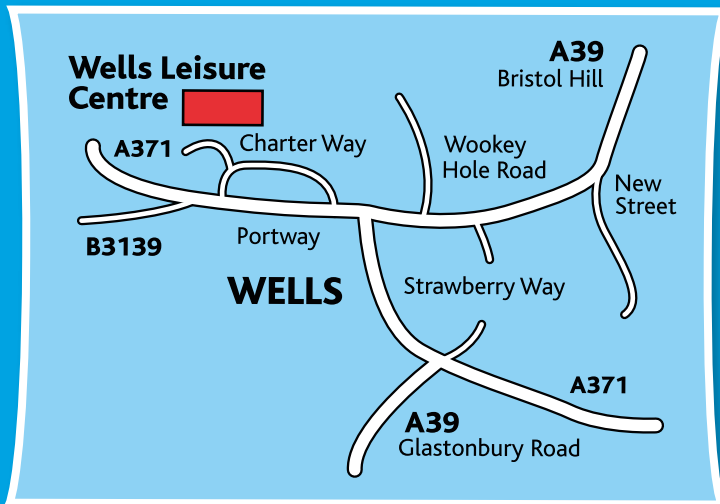 Wells Leisure
Centre
A39
Bristol Hill
A371
Charter Way
Wookey
Hole Road
New
Street
B3139
Portway
WELLS
Strawberry Way
A371
A39
Glastonbury Road